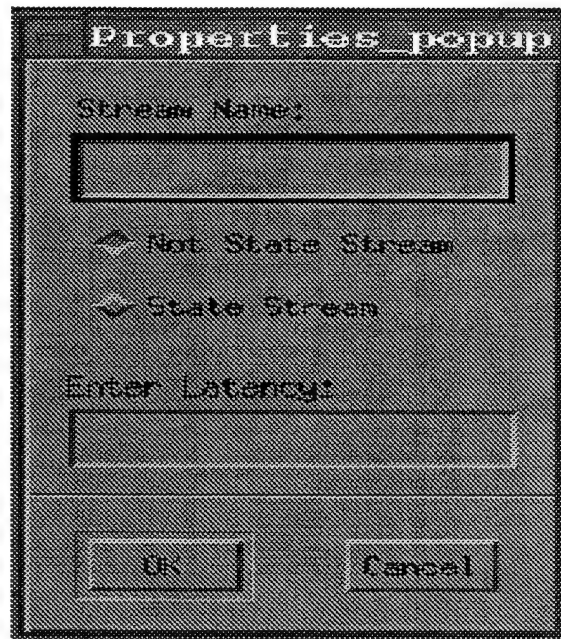 Properties_popup
Stream Name:
Not State Stream
State Stream
Enter Latency:
OK Cancel